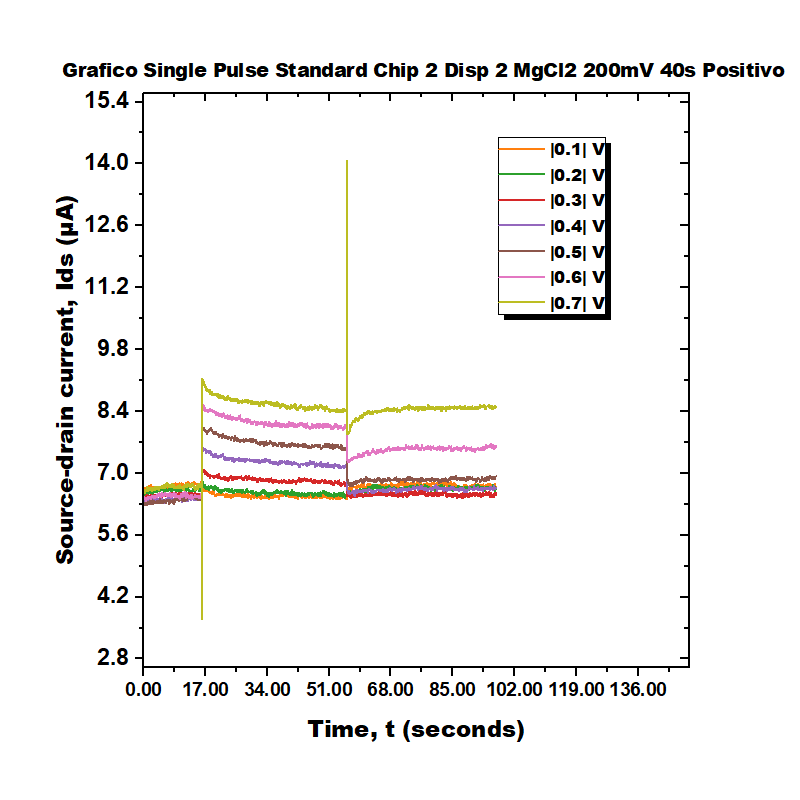 Grafico Single Pulse Standard Chip 2 Disp 2 MgCl2 200mV 40s Positivo
15.4
14.0
12.6
11.2
9.8
8.4
7.0
5.6
4.2
2.8
Source-drain current, Ids (µA)
|0.1| V
|0.2| V
|0.3| V
|0.4| V
|0.5| V
|0.6| V
|0.7| V
0.00 17.00 34.00 51.00 68.00 85.00 102.00 119.00 136.00
Time, t (seconds)